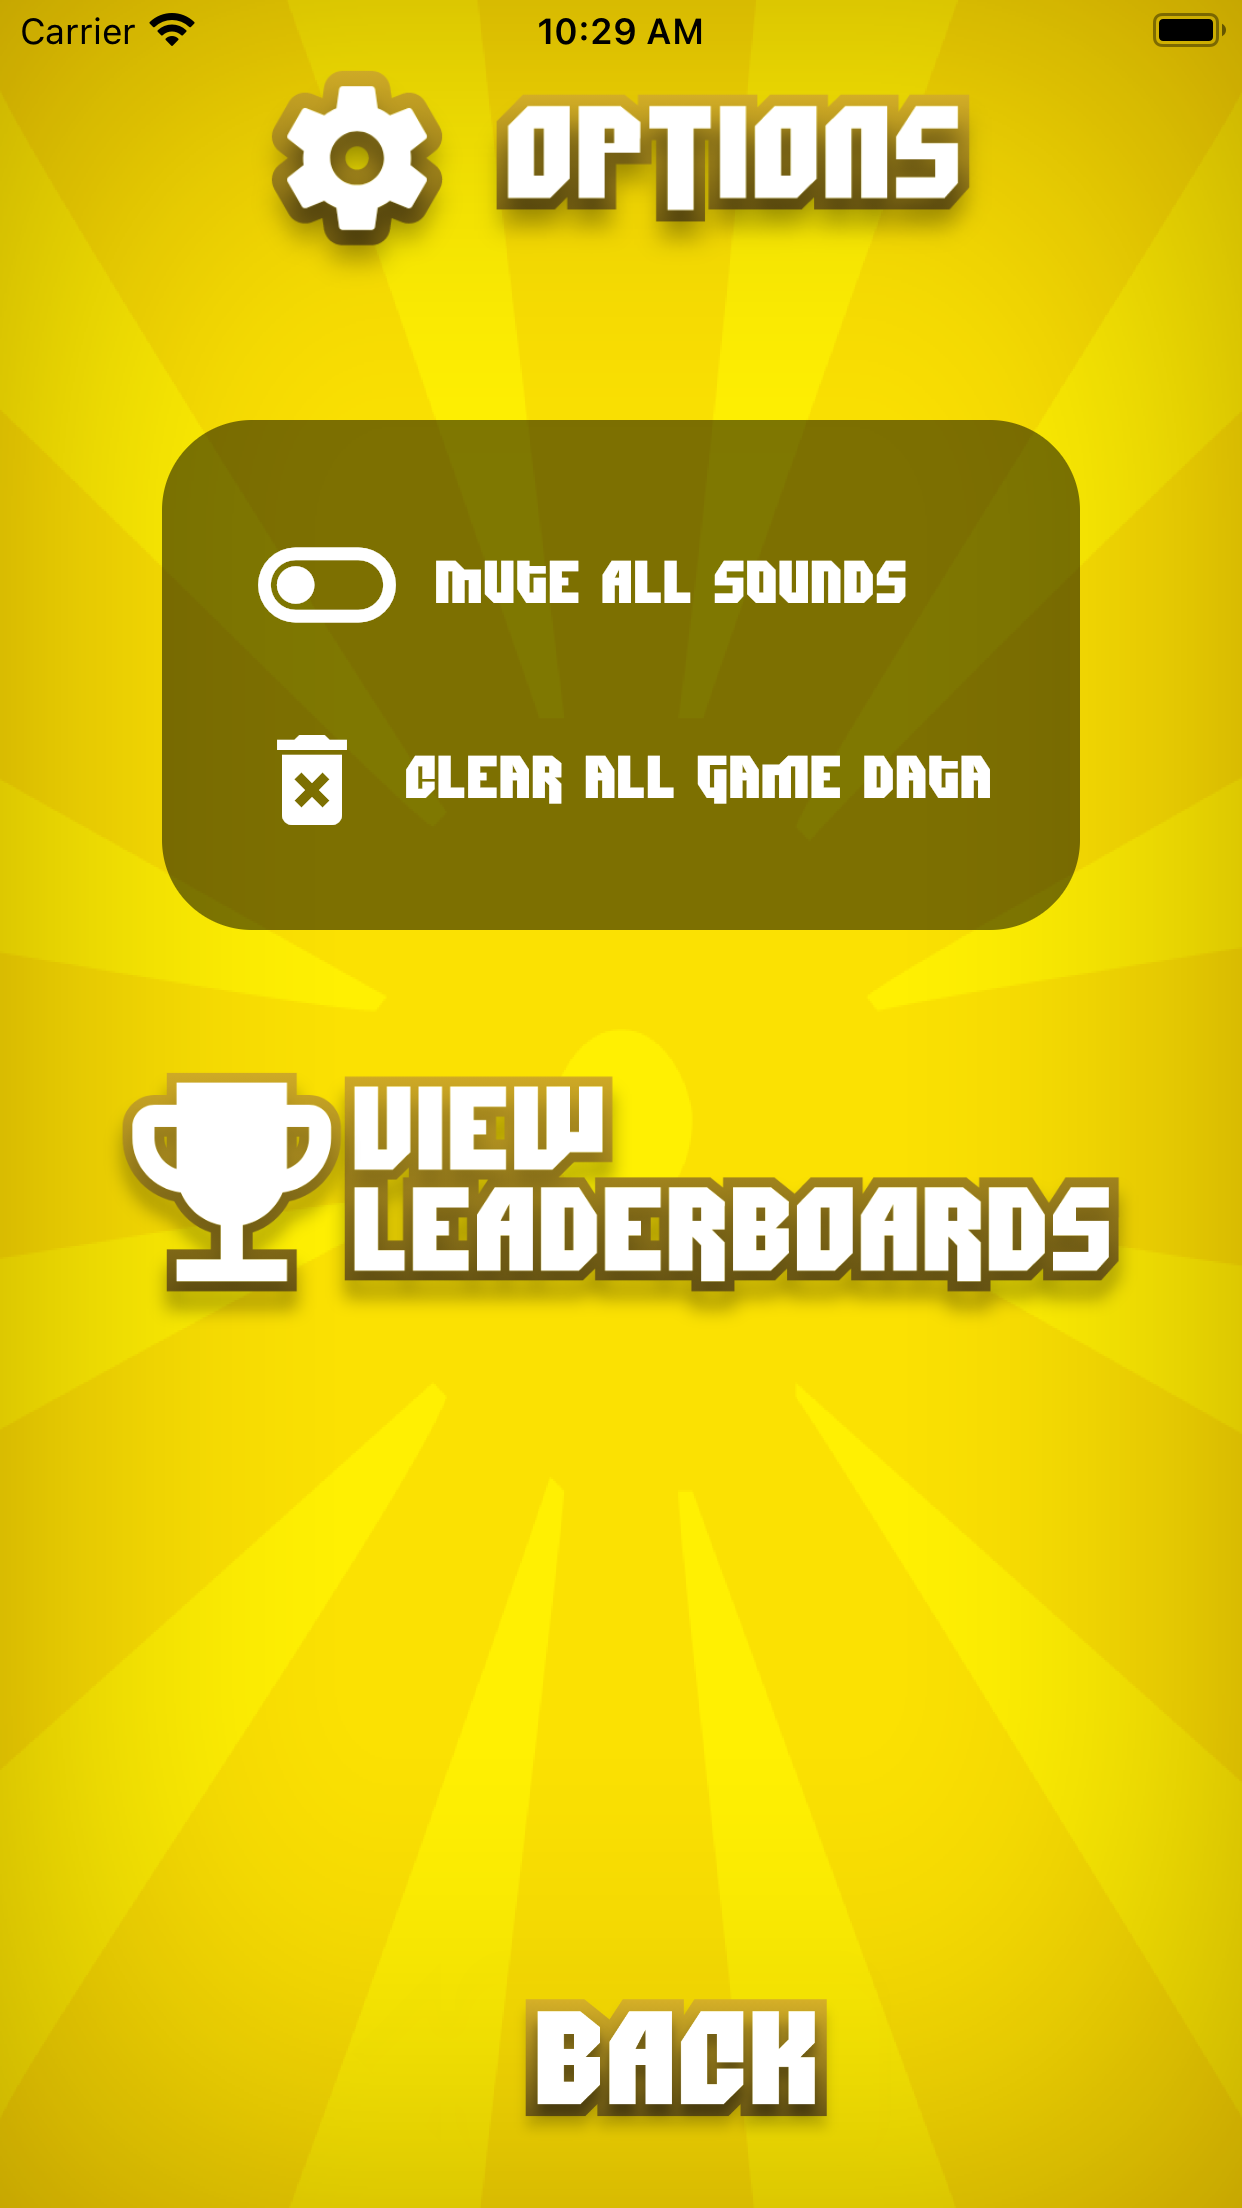 Carrier 10:29 AM
OPTIONS
MUTE ALL SOUNDS
CLEAR ALL GAME DATA
VIEW
LEADERBOARDS
BACK